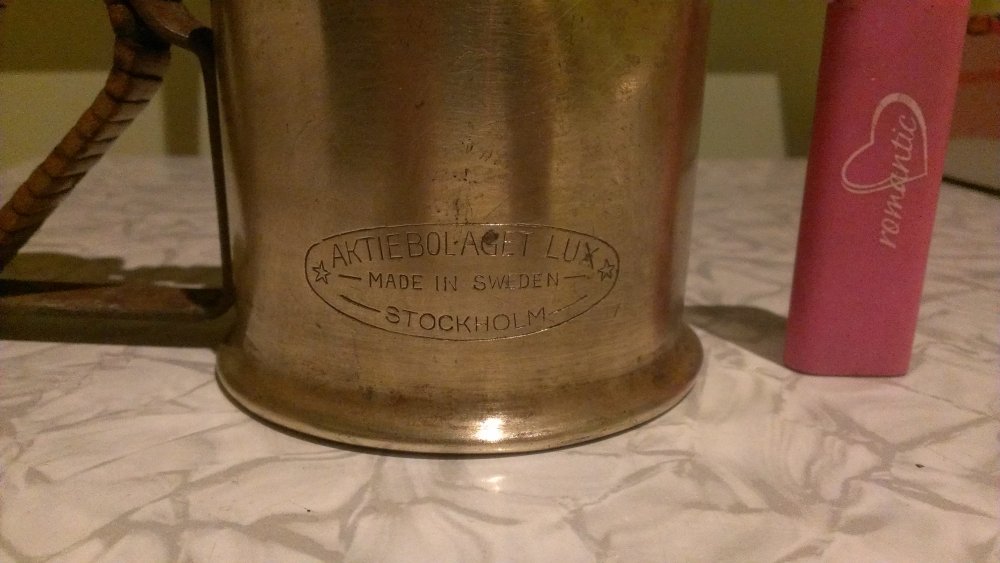 AKTIEBOLAGET LUX
MADE IN SWEDEN
STOCKHOLM
romantic